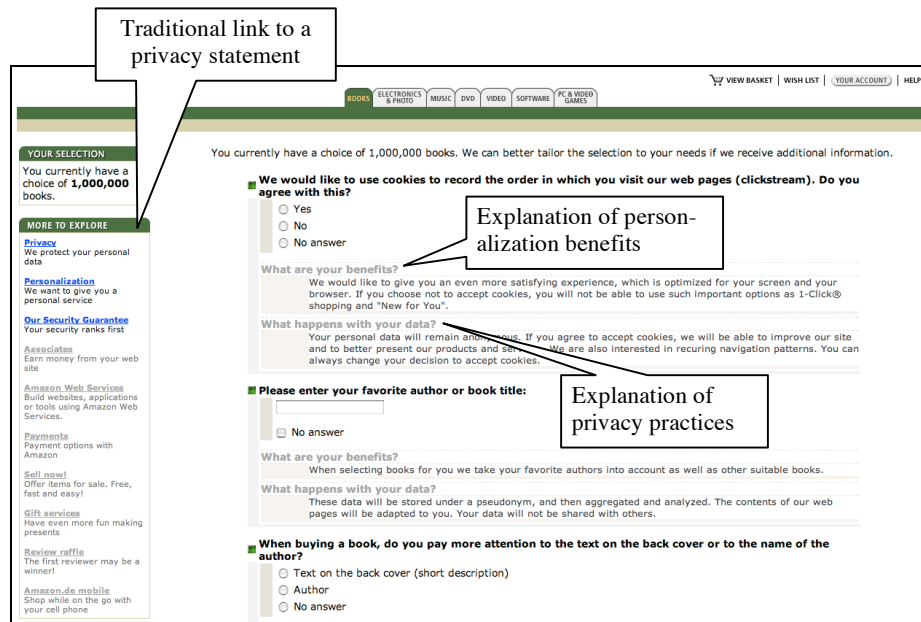 Traditional link to a
privacy statement
VIEW BASKET | WISH LIST | YOUR ACCOUNT | HELP
BOOKS
ELECTRONICS
& PHOTO
MUSIC
DVD
VIDEO
SOFTWARE
PC & VIDEO
GAMES
YOUR SELECTION
You currently have a
choice of 1,000,000
books.
MORE TO EXPLORE
Privacy
We protect your personal
data
Personalization
We want to give you a
personal service
Our Security Guarantee
Your security ranks first
Associates
Earn money from your web
site
Amazon Web Services
Build websites, applications
or tools using Amazon Web
Services.
Payments
Payment options with
Amazon
Sell now!
Offer items for sale. Free,
fast and easy!
Gift services
Have even more fun making
presents
Review raffle
The first reviewer may be a
winner!
Amazon.de mobile
Shop while on the go with
your cell phone
You currently have a choice of 1,000,000 books. We can better tailor the selection to your needs if we receive additional information.
We would like to use cookies to record the order in which you visit our web pages (clickstream). Do you
agree with this?
Yes
No
No answer
Explanation of person-
alization benefits
What are your benefits?
We would like to give you an even more satisfying experience, which is optimized for your screen and your
browser. If you choose not to accept cookies, you will not be able to use such important options as 1-Click®
shopping and "New for You".
What happens with your data?
Your personal data will remain anonymous. If you agree to accept cookies, we will be able to improve our site
and to better present our products and We are also interested in recuring navigation patterns. You can
always change your decision to accept cookies.
Explanation of
privacy practices
Please enter your favorite author or book title:
No answer
What are your benefits?
When selecting books for you we take your favorite authors into account as well as other suitable books.
What happens with your data?
These data will be stored under a pseudonym, and then aggregated and analyzed. The contents of our web
pages will be adapted to you. Your data will not be shared with others.
When buying a book, do you pay more attention to the text on the back cover or to the name of the
author?
Text on the back cover (short description)
Author
No answer